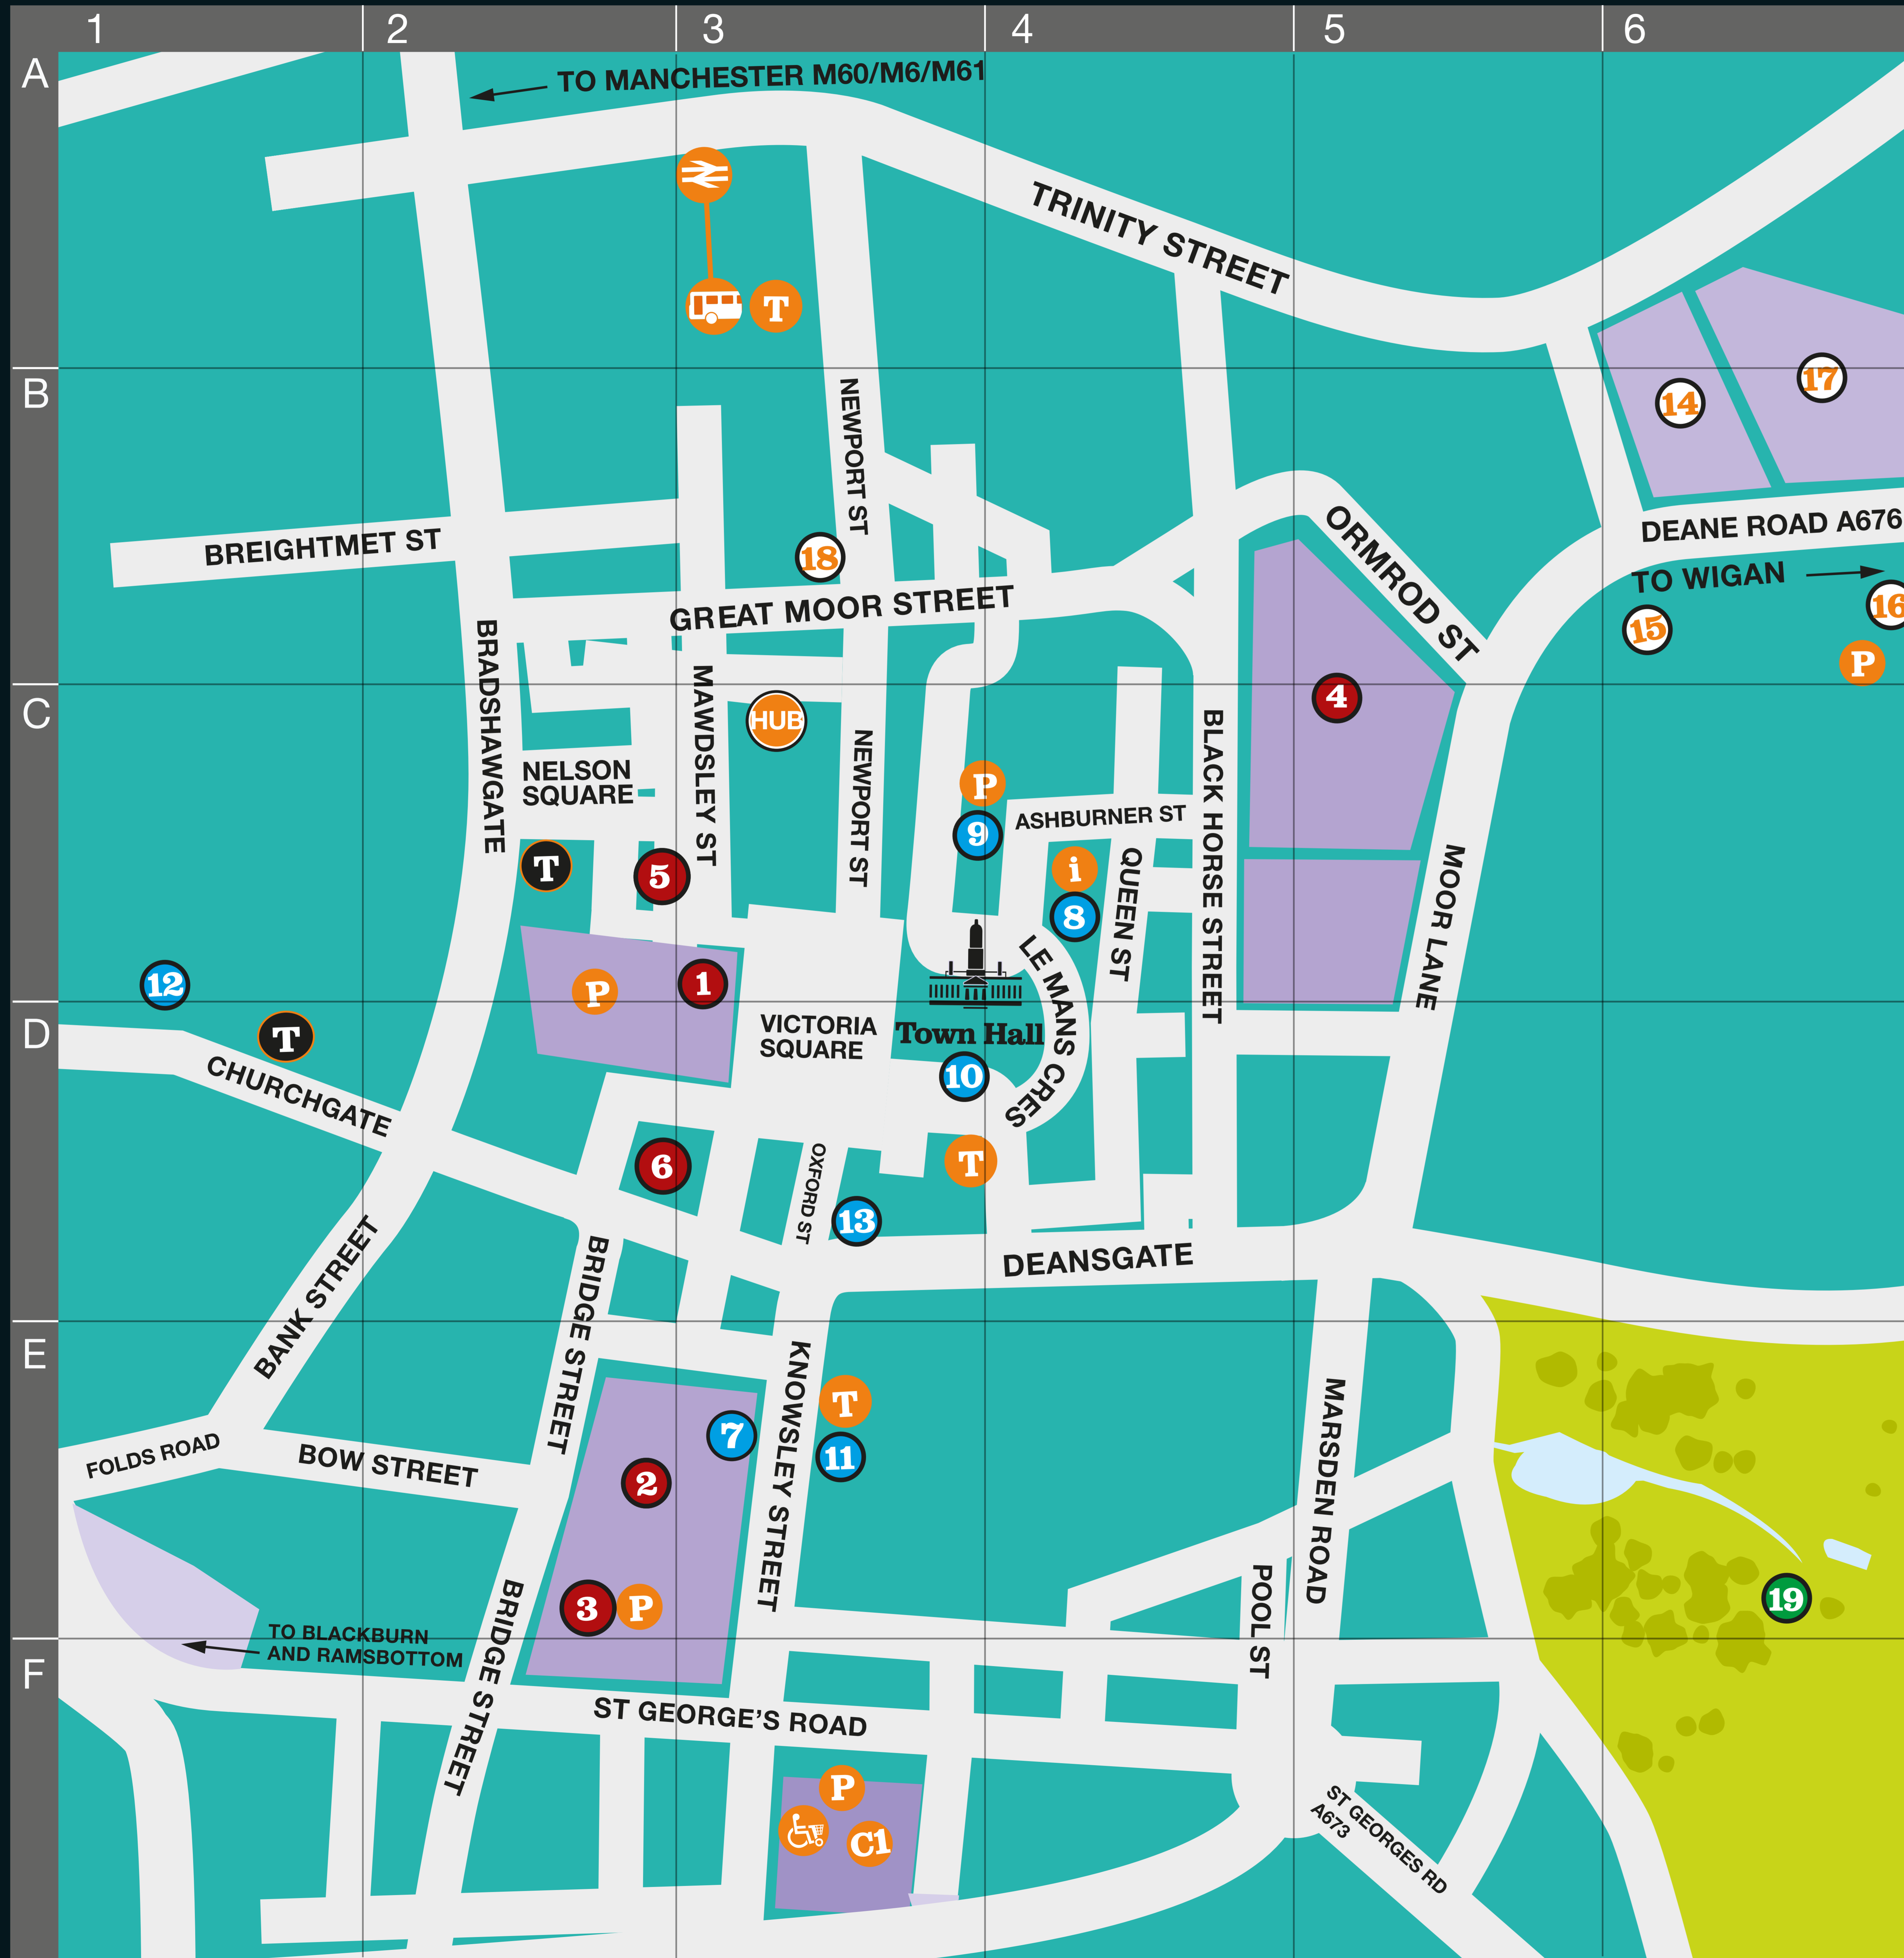 1
2
3
4
5
6
A
TO MANCHESTER M60/M6/M61
TRINITY STREET
T
B
NEWPORT ST
14
17
BREIGHTMET ST
18
ORMROD ST
DEANE ROAD A676
TO WIGAN
GREAT MOOR STREET
15
16
P
BRADSHAWGATE
MAWDSLEY ST
C
HUB
4
NEWPORT ST
BLACK HORSE STREET
NELSON
SQUARE
P
9
ASHBURNER ST
T
5
i
8
QUEEN ST
MOOR LANE
12
P
1
LE MANS CRES
D
T
VICTORIA
SQUARE
Town Hall
10
CHURCHGATE
6
OXFORD ST
T
13
DEANSGATE
BANK STREET
BRIDGE STREET
E
KNOWSLEY STREET
T
7
11
MARSDEN ROAD
FOLDS ROAD
BOW STREET
2
3
P
POOL ST
19
TO BLACKBURN
AND RAMSBOTTOM
F
BRIDGE STREET
ST GEORGE'S ROAD
P
C1
ST GEORGES RD
A673